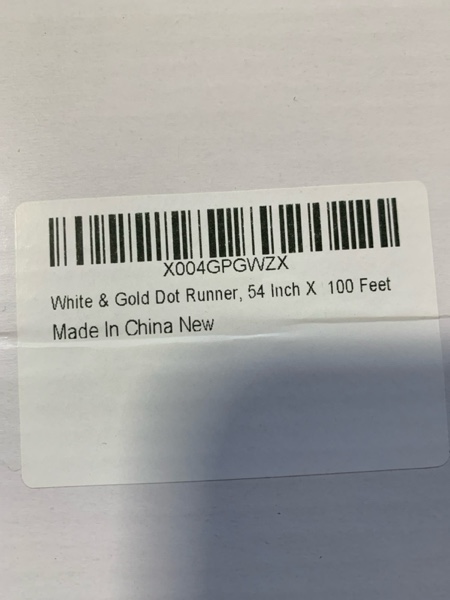 X004GPGWZX
White & Gold Dot Runner, 54 Inch X 100 Feet
Made In China New